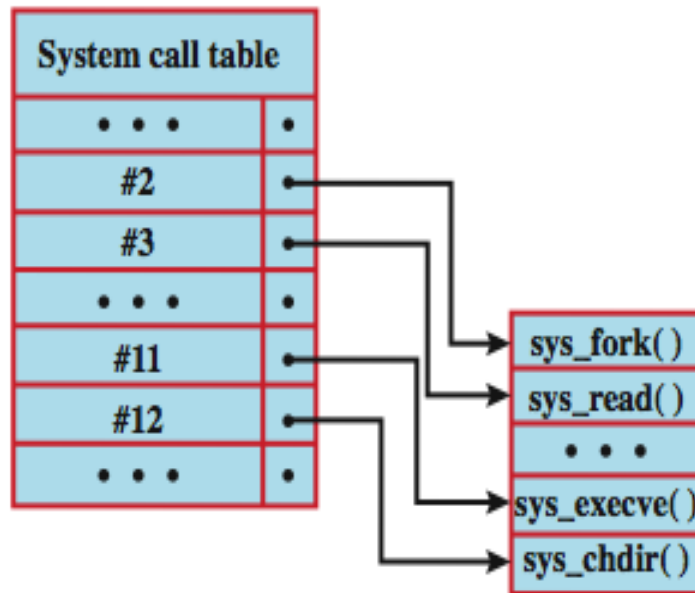 System call table
• • • •
#2
#3
• • • •
#11
#12
• • • •
sys_fork( )
sys_read( )
• • •
sys_execve( )
sys_chdir( )